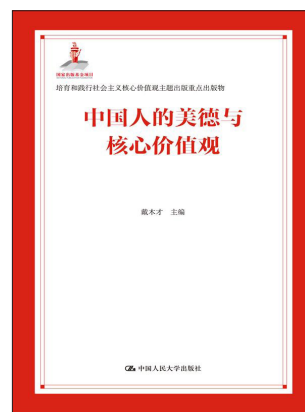 国家出版基金项目
培育和践行社会主义核心价值观主题出版重点出版物
中国人的美德与
核心价值观
戴木才 主编
中国人民大学出版社